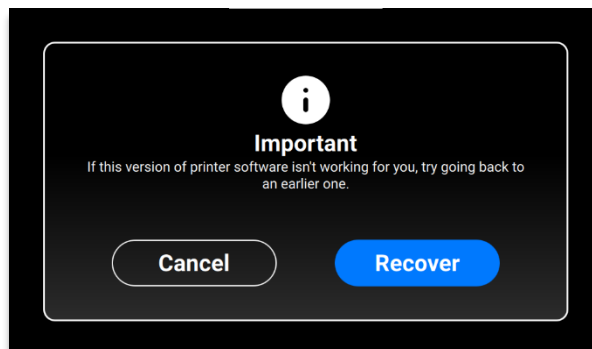 Important
If this version of printer software isn't working for you, try going back to
an earlier one.
Cancel
Recover